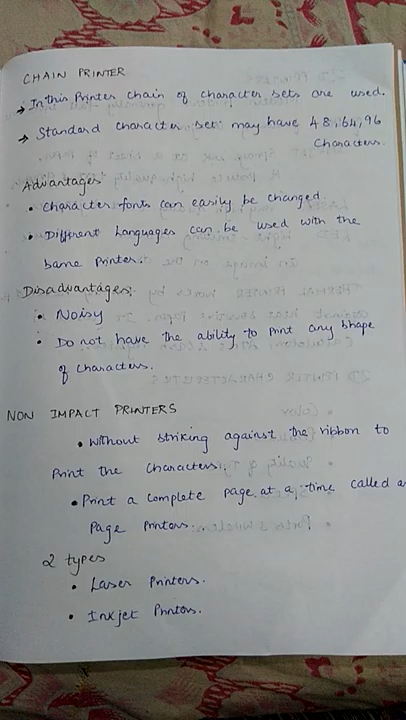 CHAIN PRINTER
→ In this Printer chain of character sets are used.
→ Standard character set may have 48, 64, 96
Characters.
Advantages
• Character fonts can easily be changed.
• Different Languages can be used with the
Same Printer.
Disadvantages:
• Noisy
• Do not have the ability to Print any shape
of Characters.
NON IMPACT PRINTERS
• Without striking against the ribbon to
Print the Characters.
• Print a complete page at a time called as
Page Printers.
2 types
• Laser Printers.
• Inkjet Printers.